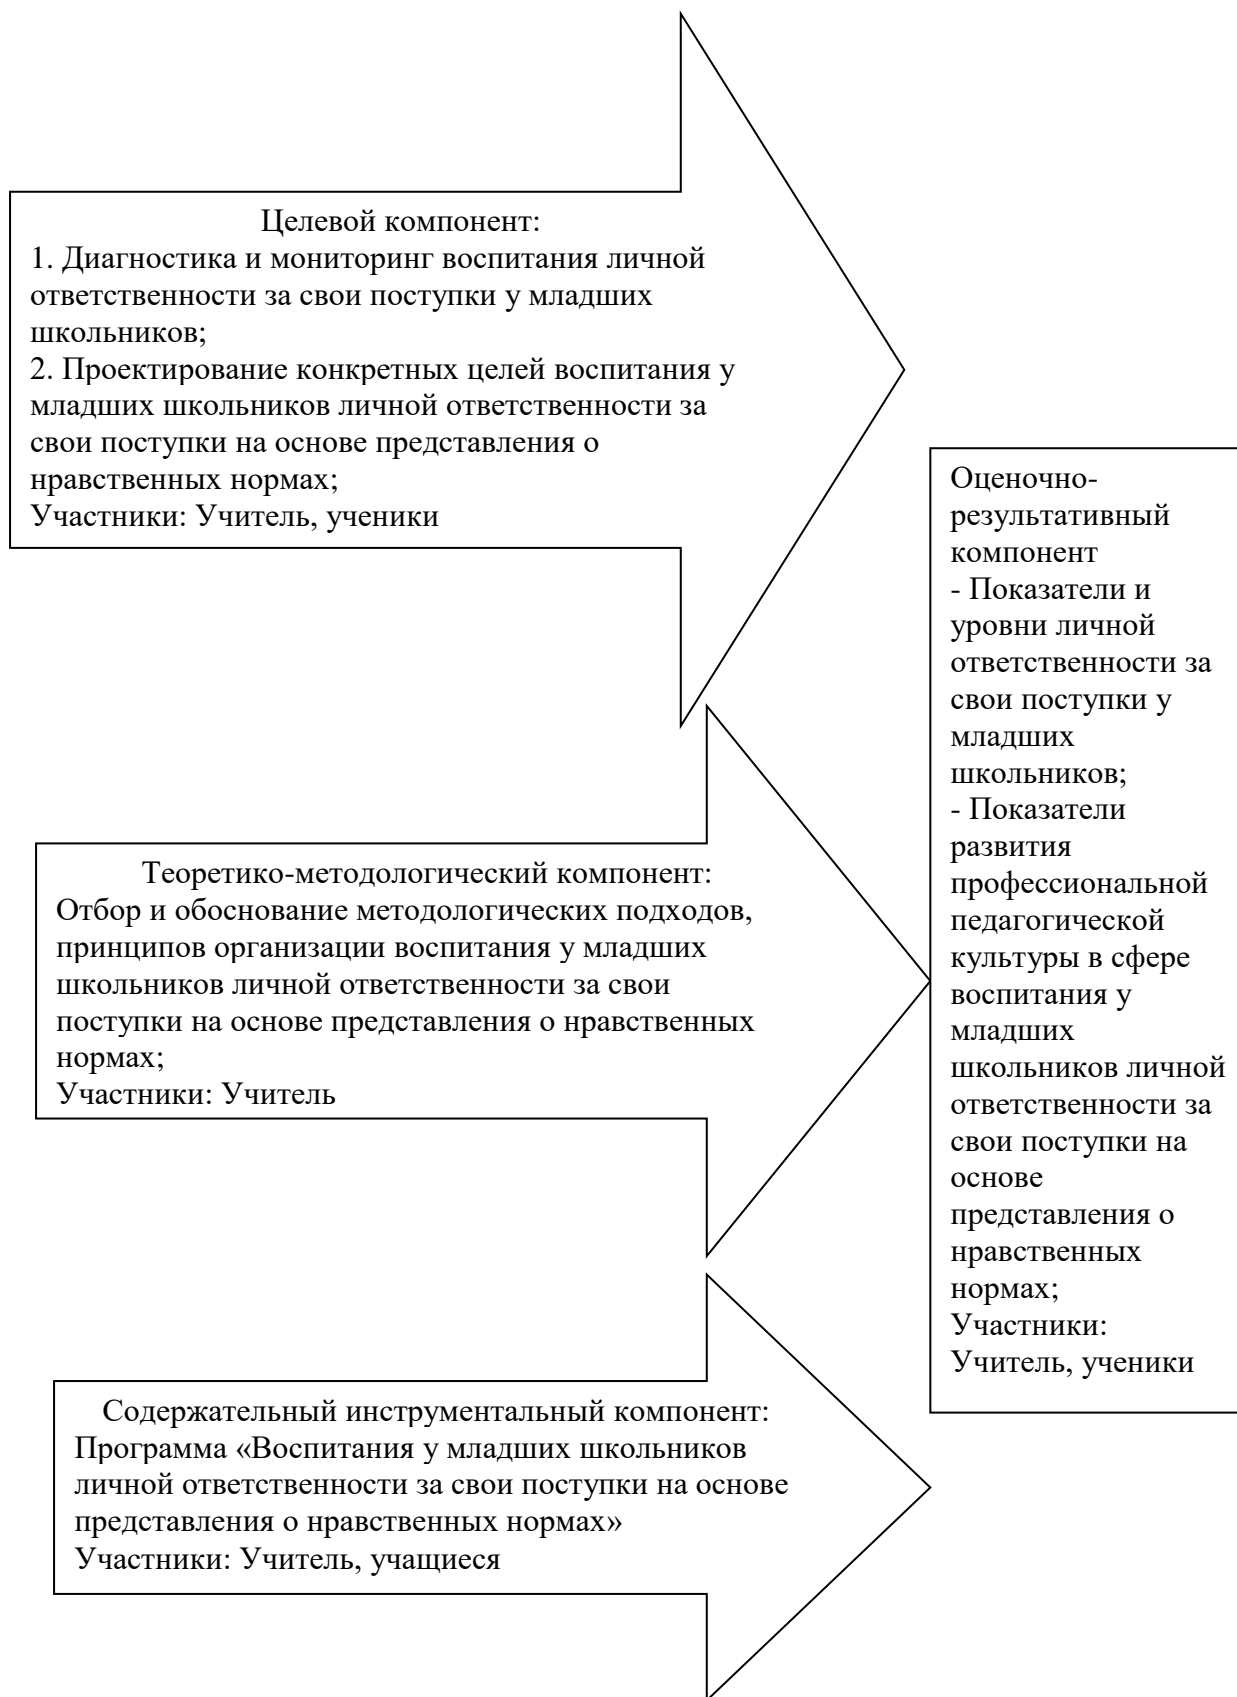 Целевой компонент:
1. Диагностика и мониторинг воспитания личной
ответственности за свои поступки у младших
школьников;
2. Проектирование конкретных целей воспитания у
младших школьников личной ответственности за
свои поступки на основе представления о
нравственных нормах;
Участники: Учитель, ученики
Теоретико-методологический компонент:
Отбор и обоснование методологических подходов,
принципов организации воспитания у младших
школьников личной ответственности за свои
поступки на основе представления о нравственных
нормах;
Участники: Учитель
Содержательный инструментальный компонент:
Программа «Воспитания у младших школьников
личной ответственности за свои поступки на основе
представления о нравственных нормах»
Участники: Учитель, учащиеся
Оценочно-
результативный
компонент
- Показатели и
уровни личной
ответственности за
свои поступки у
младших
школьников;
- Показатели
развития
профессиональной
педагогической
культуры в сфере
воспитания у
младших
школьников личной
ответственности за
свои поступки на
основе
представления о
нравственных
нормах;
Участники:
Учитель, ученики